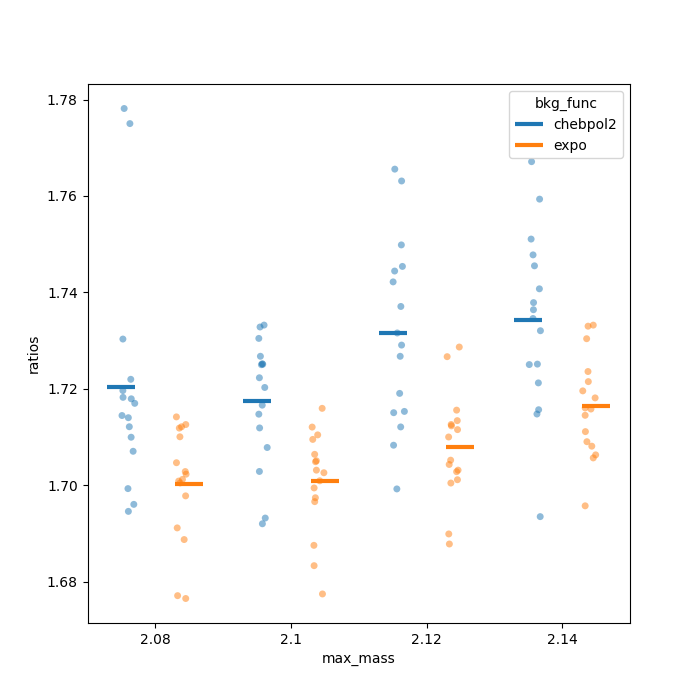 bkg_func
chebpol2
expo
1.78
1.76
1.74
1.72
1.70
1.68
ratios
2.08
2.1
2.12
2.14
max_mass